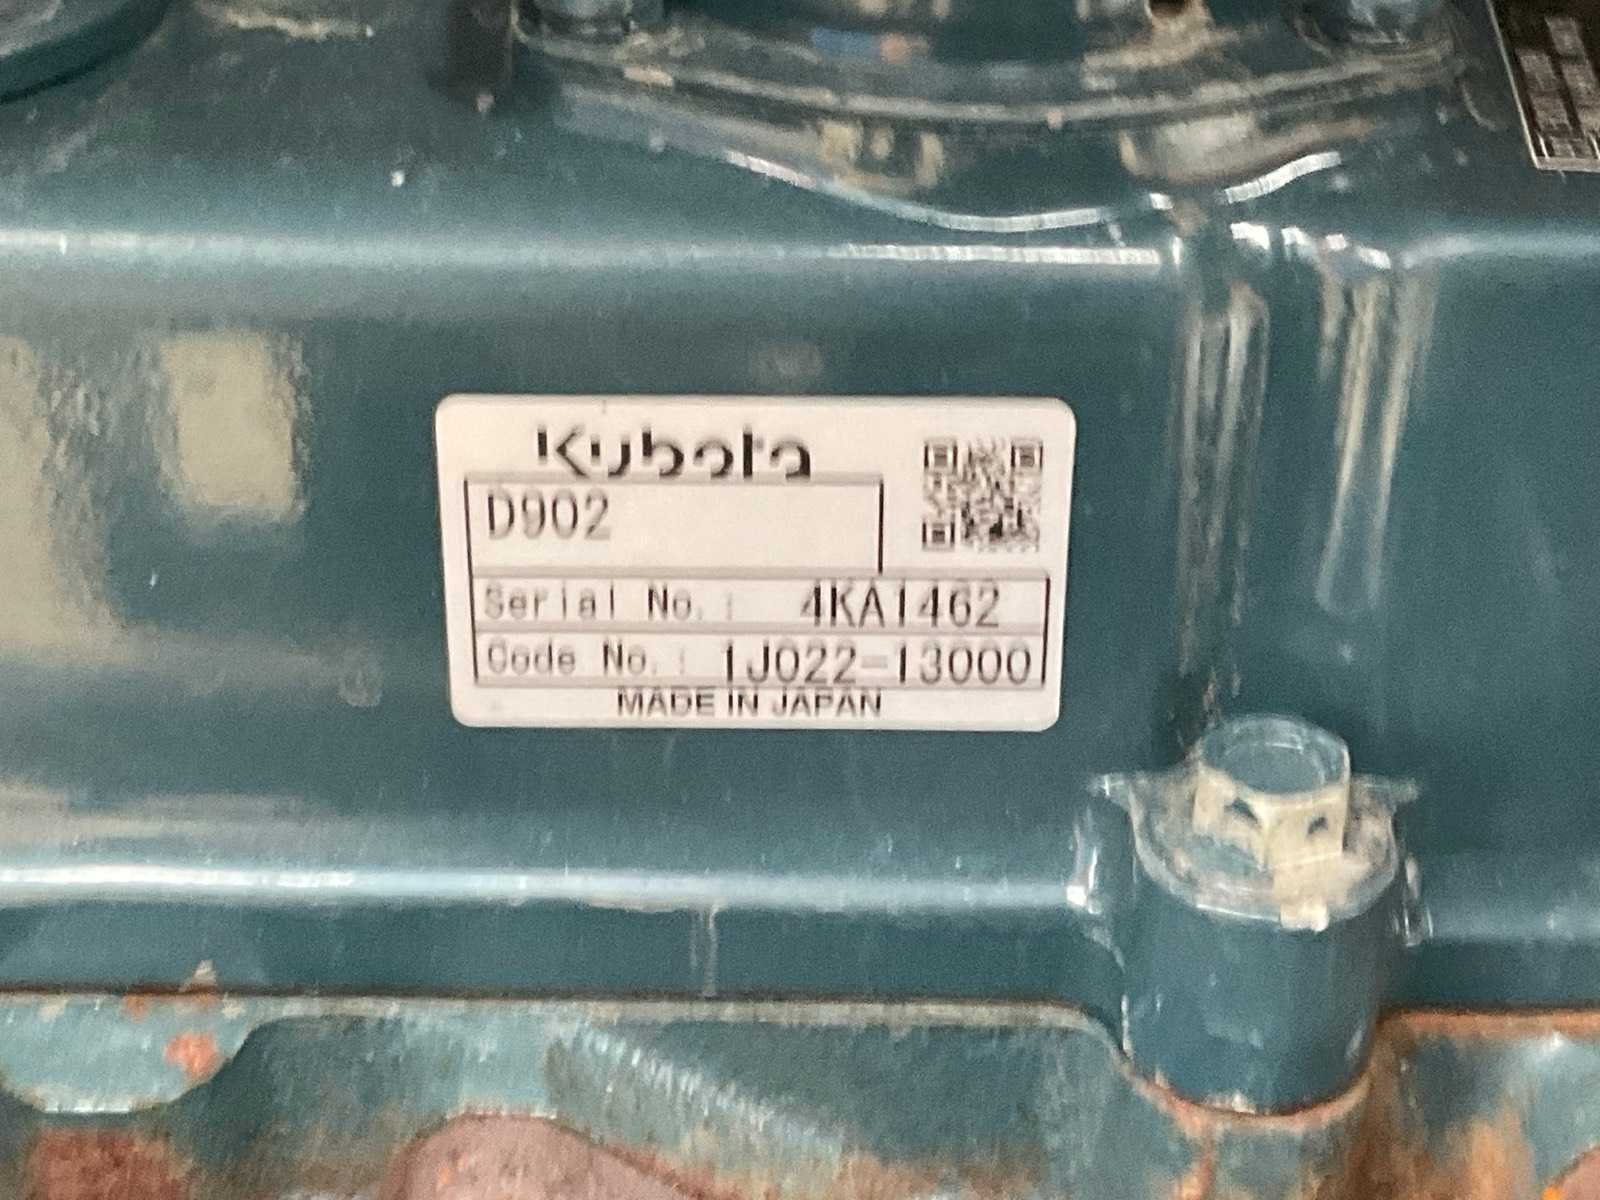 Kubota
D902
Serial No. : 4KA1462
Code No. : 1J022-13000
MADE IN JAPAN